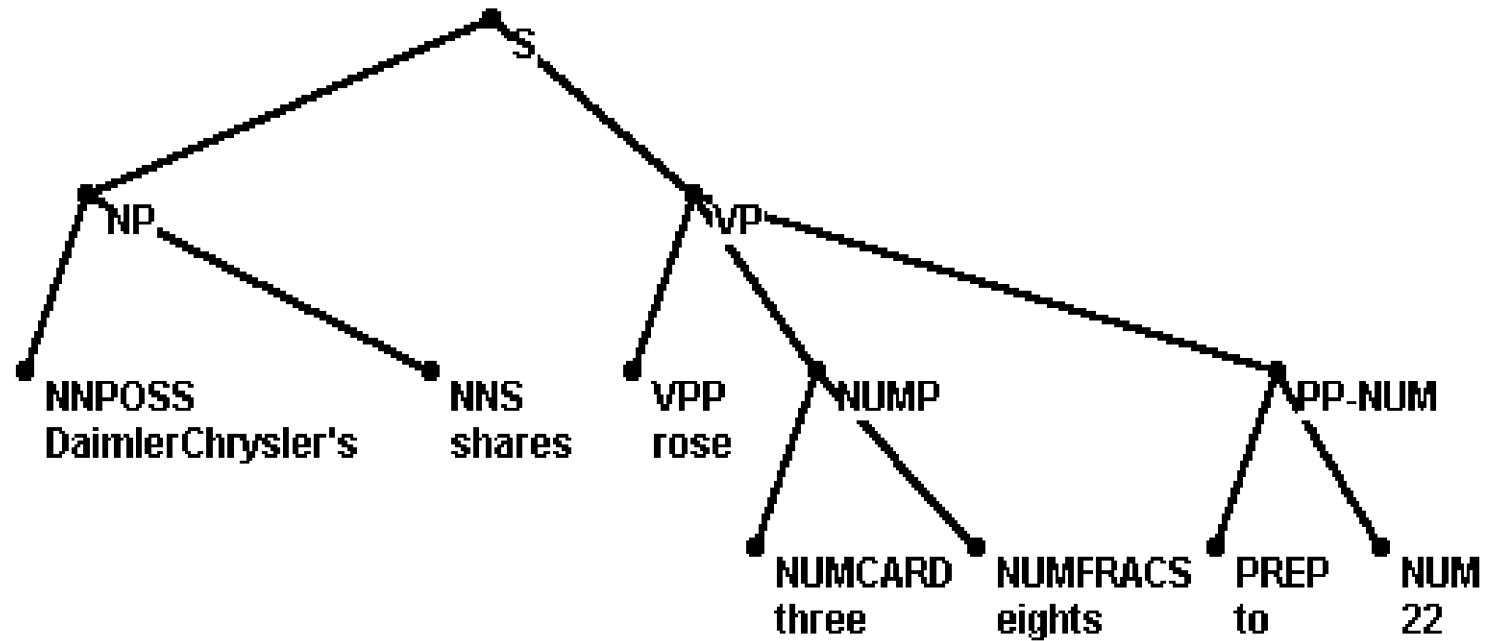 S
NP
VP
NNPOSS
DaimlerChrysler's
NNS
shares
VPP
rose
NUMP
PP-NUM
NUMCARD
three
NUMFRACS
eights
PREP
to
NUM
22